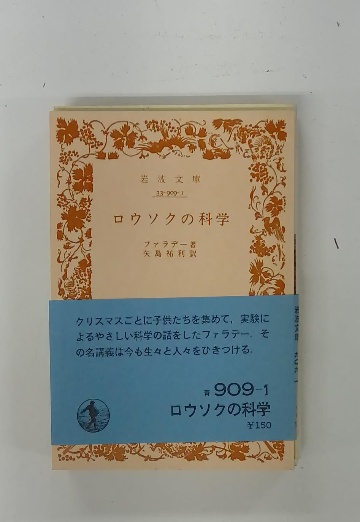 岩波文庫
33-909-1
ロウソクの科学
ファラデー著
矢島祐利訳
クリスマスごとに子供たちを集めて，実験に
よるやさしい科学の話をしたファラデー．そ
の名講義は今も生々と人々をひきつける．
青 909-1
ロウソクの科学
￥150
岩波文庫